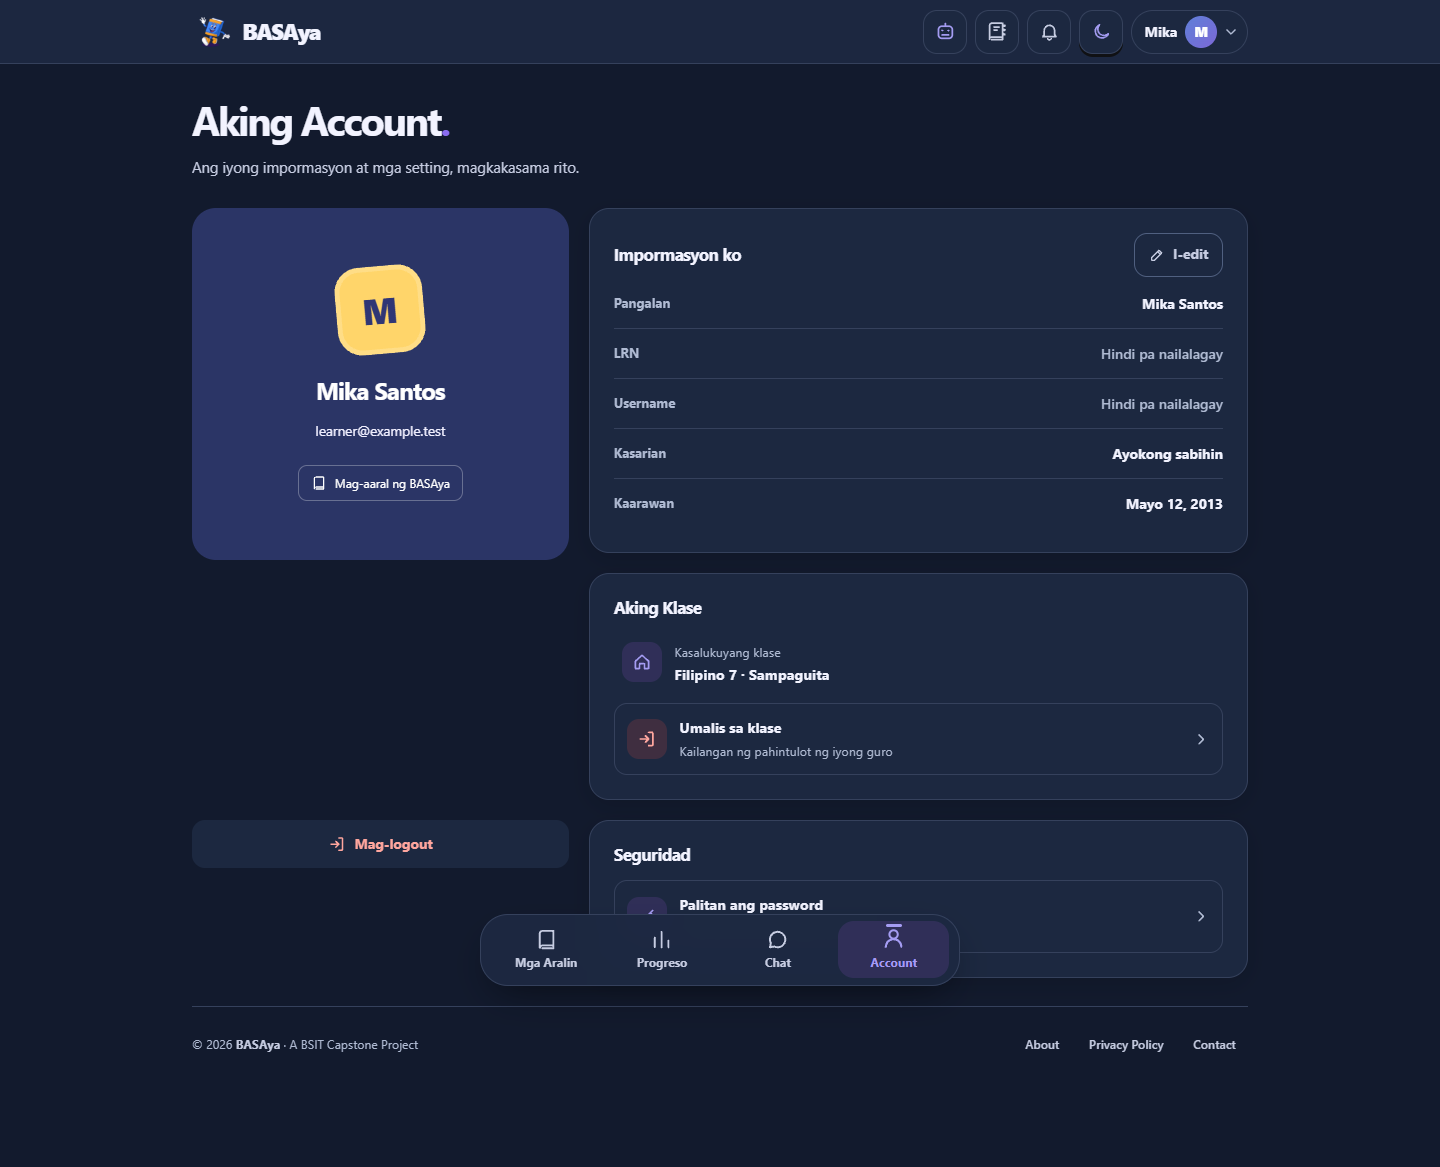 BASAya
Mika M
Aking Account.
Ang iyong impormasyon at mga setting, magkakasama rito.
M
Mika Santos
learner@example.test
Mag-aaral ng BASAya
Impormasyon ko
I-edit
Pangalan
Mika Santos
LRN
Hindi pa nailalagay
Username
Hindi pa nailalagay
Kasarian
Ayokong sabihin
Kaarawan
Mayo 12, 2013
Aking Klase
Kasalukuyang klase
Filipino 7 · Sampaguita
Umalis sa klase
Kailangan ng pahintulot ng iyong guro
Mag-logout
Seguridad
Palitan ang password
Mga Aralin
Progreso
Chat
Account
© 2026 BASAya · A BSIT Capstone Project
About
Privacy Policy
Contact